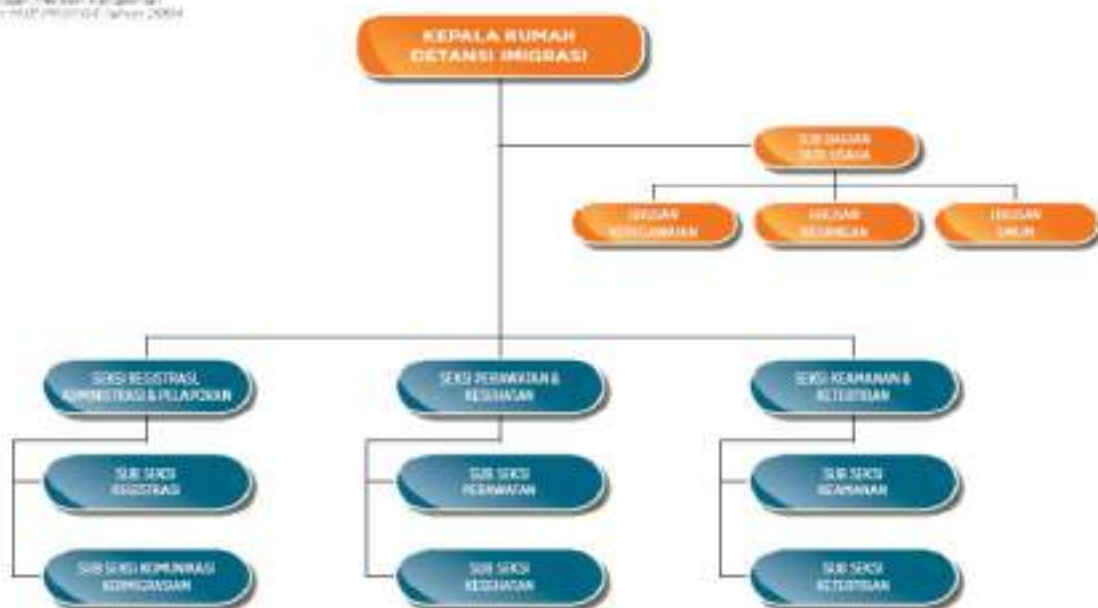 Tahun 2004
KEPALA RUMAH
DETANSI IMIGRASI
SUB BAGIAN
TATA USAHA
URUSAN
KEPEGAWAIAN
URUSAN
KEUANGAN
URUSAN
UMUM
SEKSI REGISTRASI,
ADMINISTRASI & PELAPORAN
SEKSI PERAWATAN &
KESEHATAN
SEKSI KEAMANAN &
KETERTIBAN
SUB SEKSI
REGISTRASI
SUB SEKSI
PERAWATAN
SUB SEKSI
KEAMANAN
SUB SEKSI KOMUNIKASI
KEIMIGRASIAN
SUB SEKSI
KESEHATAN
SUB SEKSI
KETERTIBAN